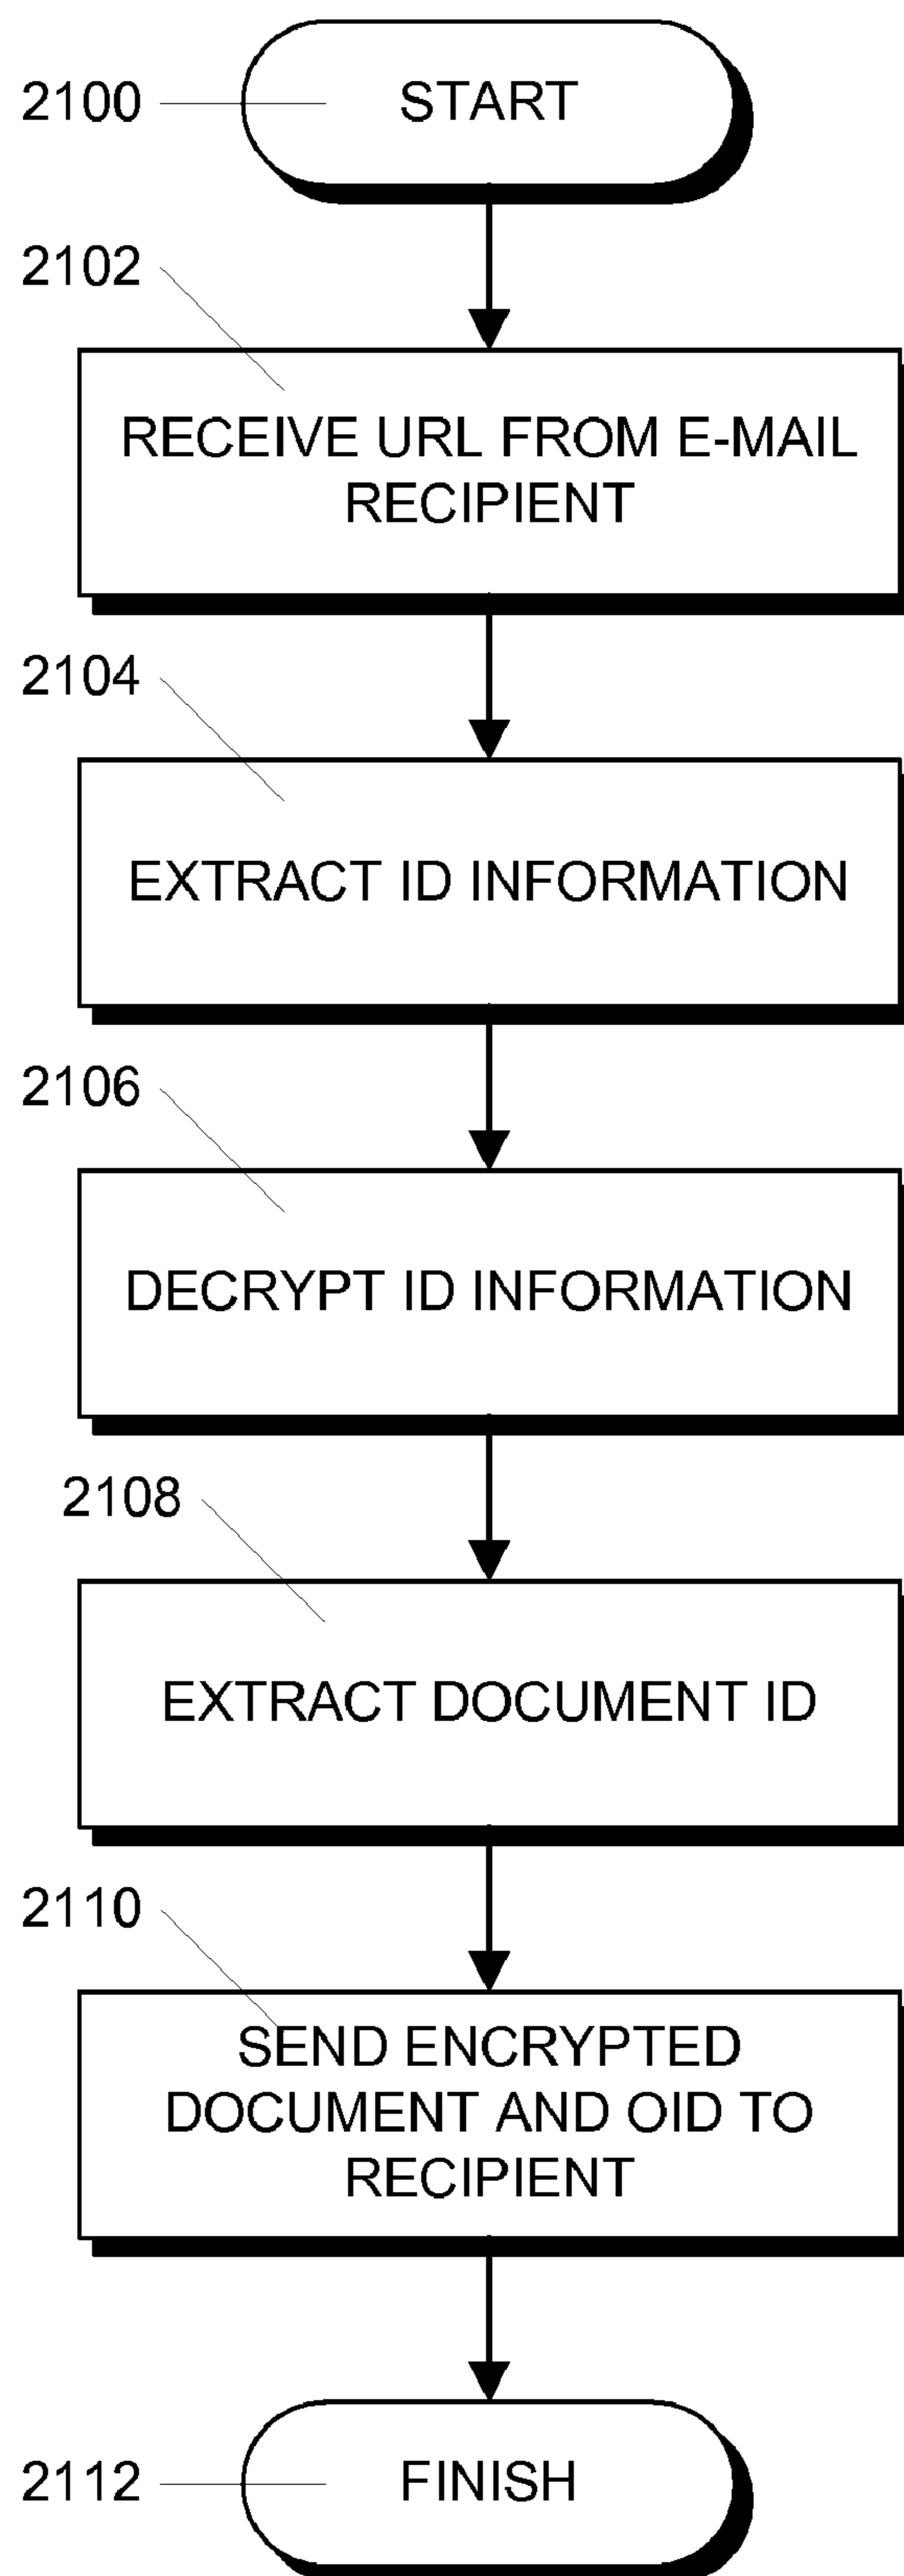 2100
START
2102
RECEIVE URL FROM E-MAIL
RECIPIENT
2104
EXTRACT ID INFORMATION
2106
DECRYPT ID INFORMATION
2108
EXTRACT DOCUMENT ID
2110
SEND ENCRYPTED
DOCUMENT AND OID TO
RECIPIENT
2112
FINISH